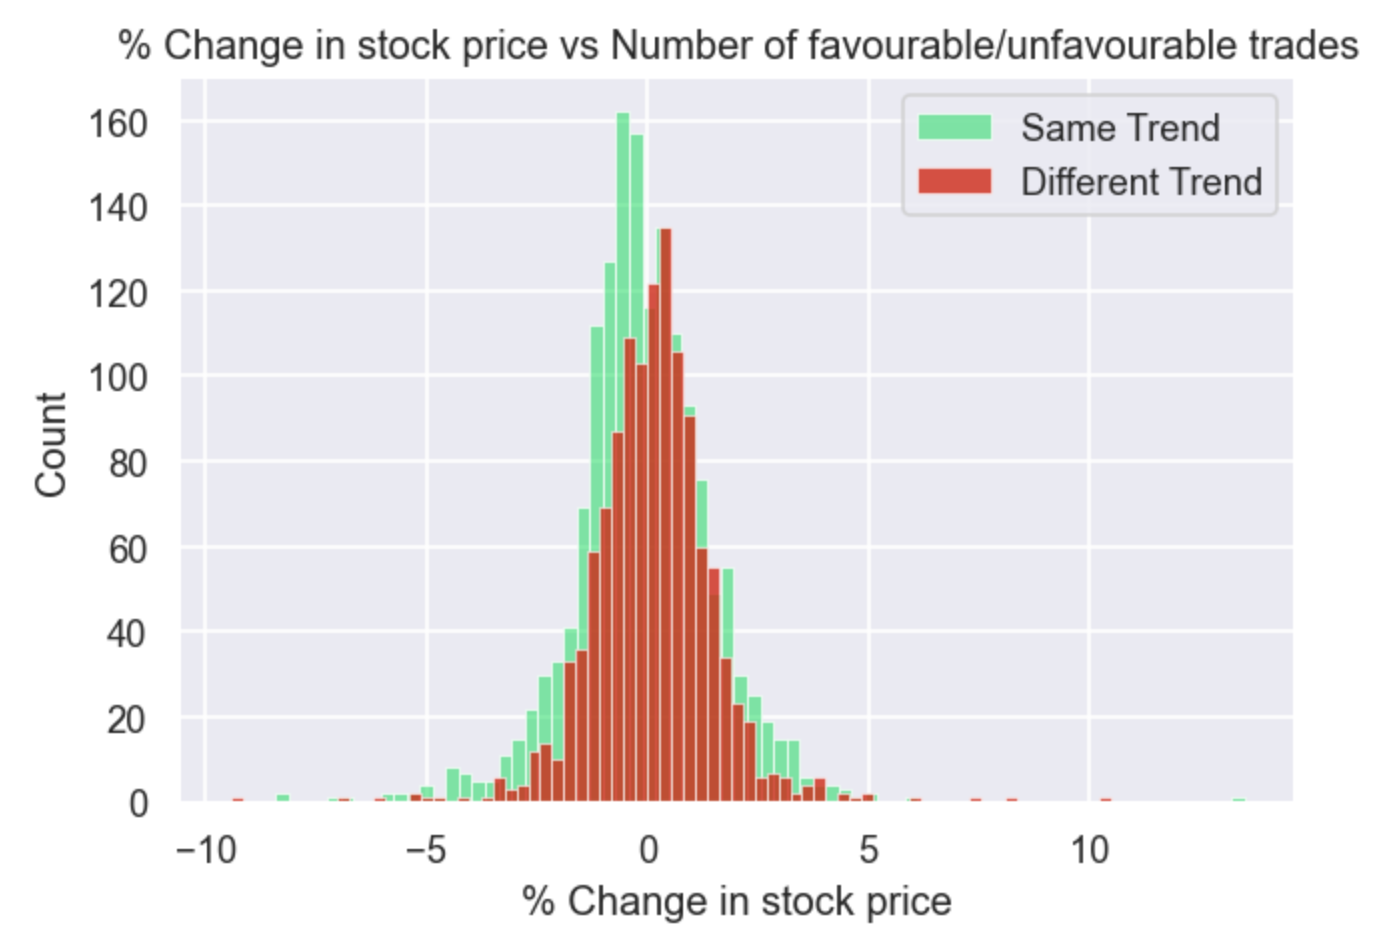 % Change in stock price vs Number of favourable/unfavourable trades
Same Trend
Different Trend
160
140
120
100
80
60
40
20
0
Count
−10 −5 0 5 10
% Change in stock price